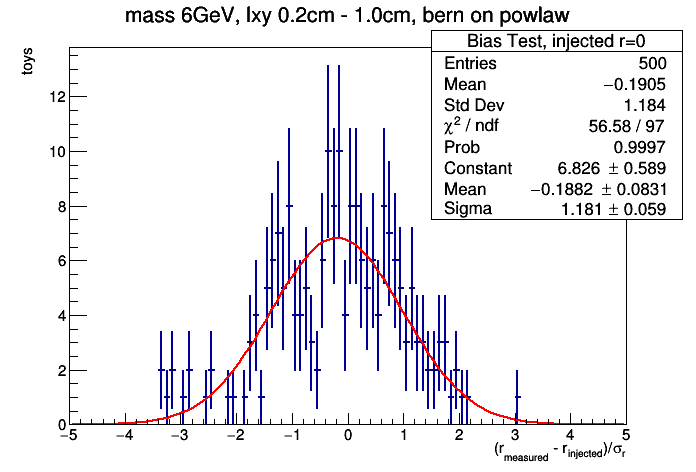 mass 6GeV, lxy 0.2cm - 1.0cm, bern on powlaw
toys
Bias Test, injected r=0
Entries 500
Mean −0.1905
Std Dev 1.184
χ² / ndf 56.58 / 97
Prob 0.9997
Constant 6.826 ± 0.589
Mean −0.1882 ± 0.0831
Sigma 1.181 ± 0.059
12
10
8
6
4
2
0
−5 −4 −3 −2 −1 0 1 2 3 4 5
(r_measured - r_injected)/σ_r